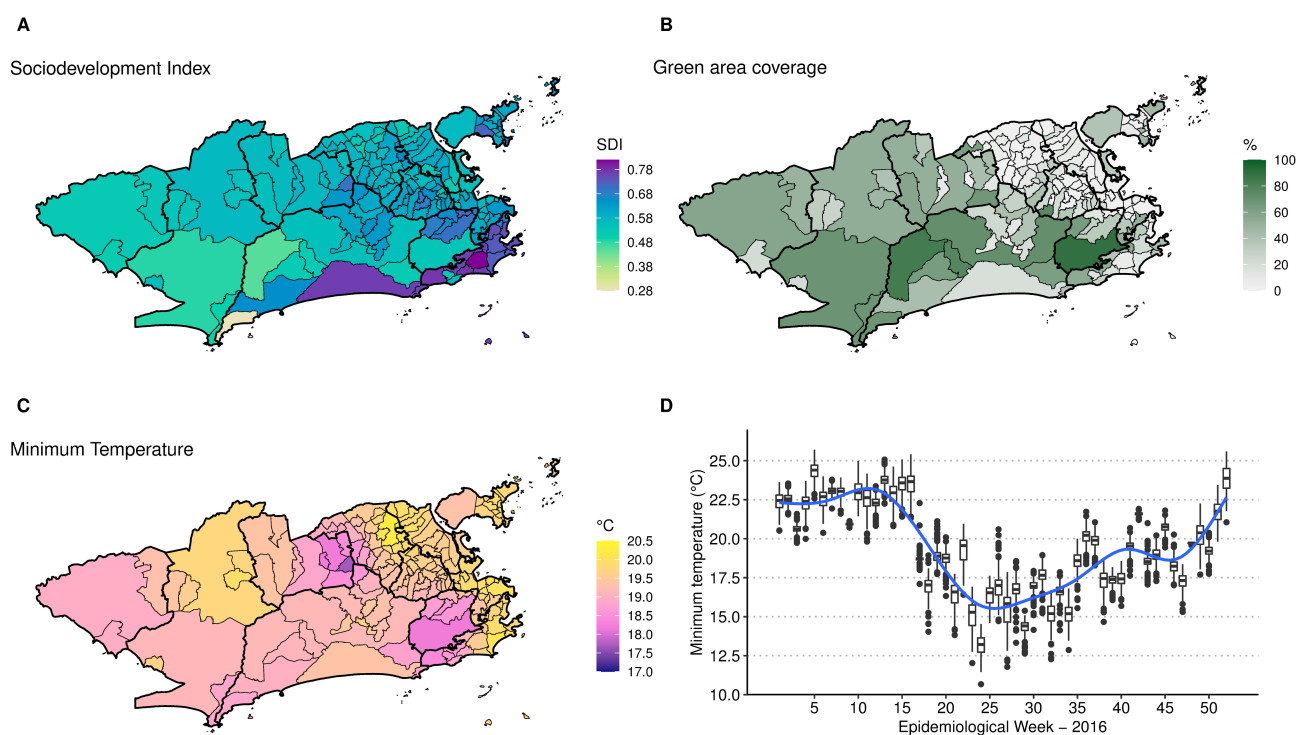 A
Sociodevelopment Index
SDI
0.78
0.68
0.58
0.48
0.38
0.28
B
Green area coverage
%
100
80
60
40
20
0
C
Minimum Temperature
°C
20.5
20.0
19.5
19.0
18.5
18.0
17.5
17.0
D
Minimum temperature (°C)
25.0
22.5
20.0
17.5
15.0
12.5
10.0
5 10 15 20 25 30 35 40 45 50
Epidemiological Week − 2016